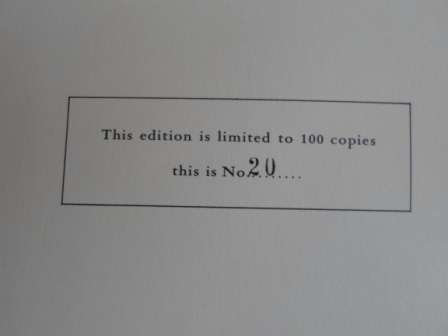 This edition is limited to 100 copies
this is No.20.......